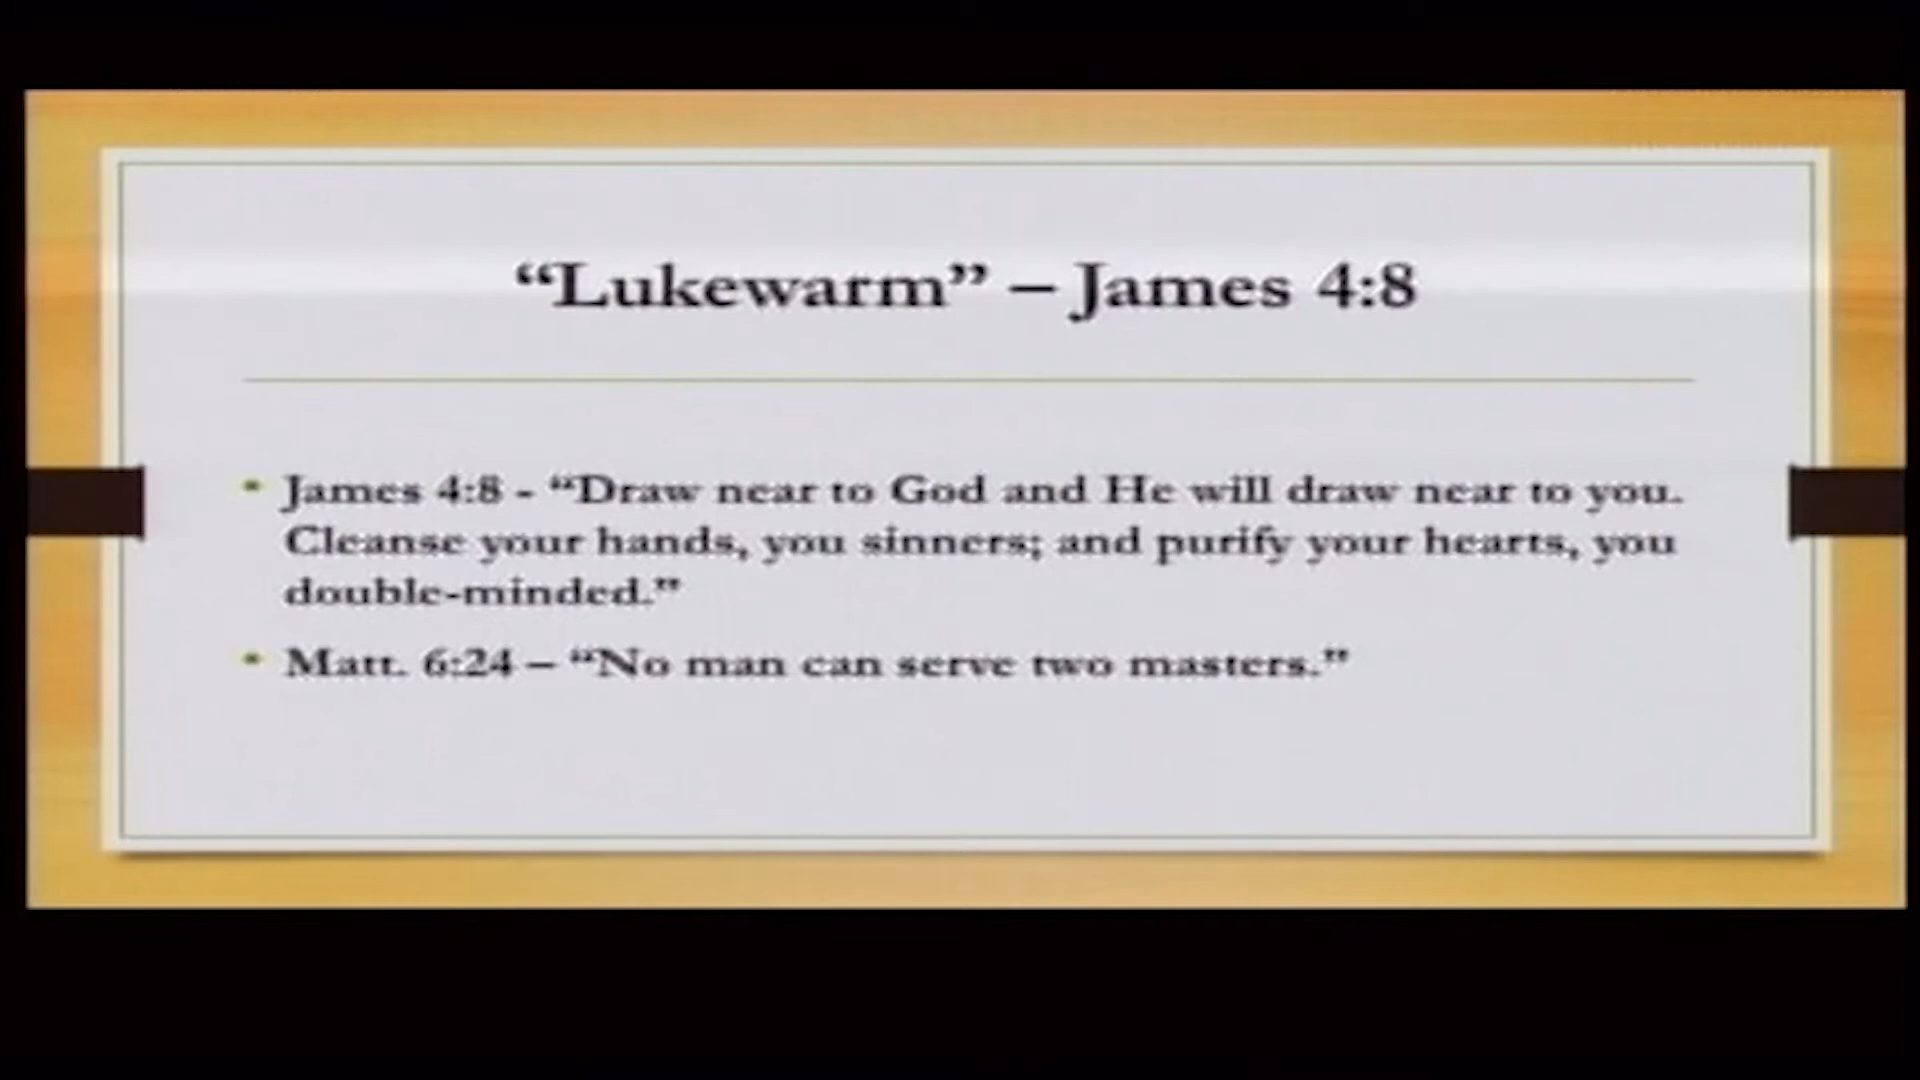 “Lukewarm” – James 4:8
• James 4:8 - “Draw near to God and He will draw near to you.
Cleanse your hands, you sinners; and purify your hearts, you
double-minded.”
• Matt. 6:24 – “No man can serve two masters.”